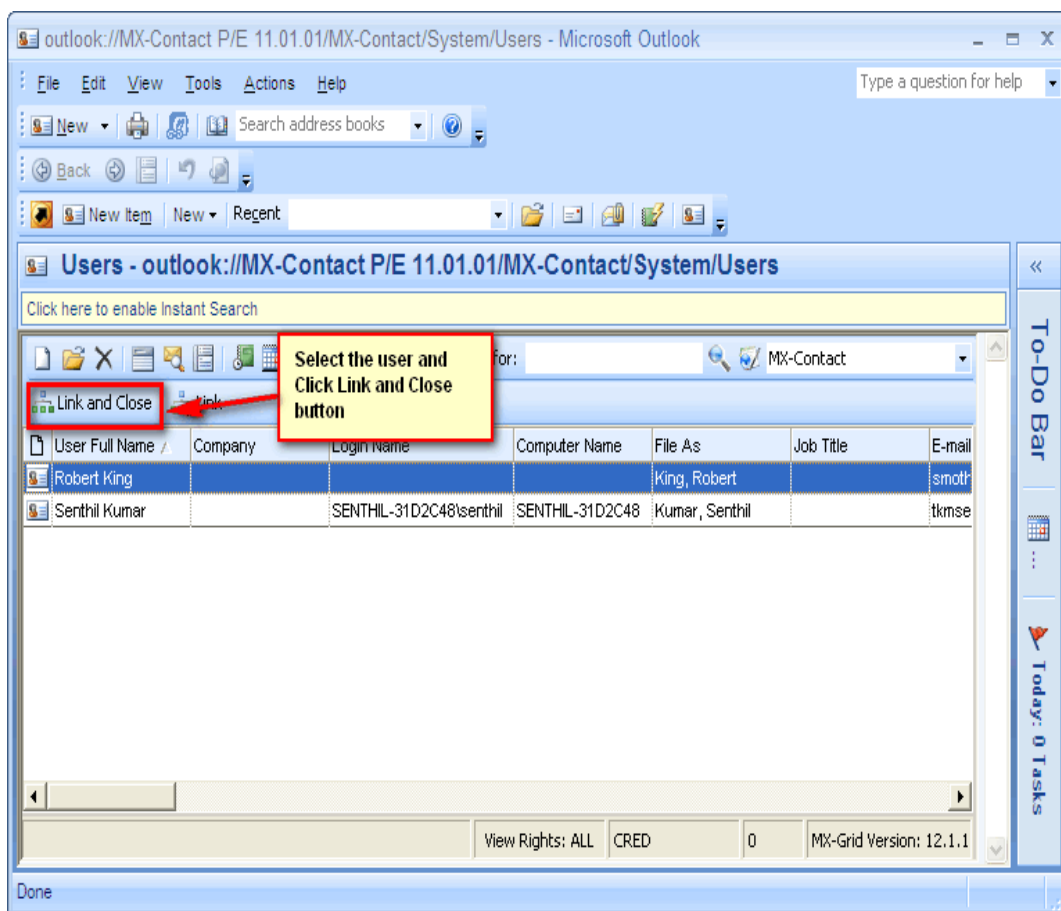 outlook://MX-Contact P/E 11.01.01/MX-Contact/System/Users - Microsoft Outlook
File Edit View Tools Actions Help Type a question for help
New Search address books
Back
New Item New Recent
Users - outlook://MX-Contact P/E 11.01.01/MX-Contact/System/Users
Click here to enable Instant Search
for: MX-Contact
Select the user and
Click Link and Close
button
Link and Close Link
User Full Name Company Login Name Computer Name File As Job Title E-mail
Robert King King, Robert smoth
Senthil Kumar SENTHIL-31D2C48\senthil SENTHIL-31D2C48 Kumar, Senthil tkmse
View Rights: ALL CRED 0 MX-Grid Version: 12.1.1
Done
«
To-Do Bar
...
Today: 0 Tasks